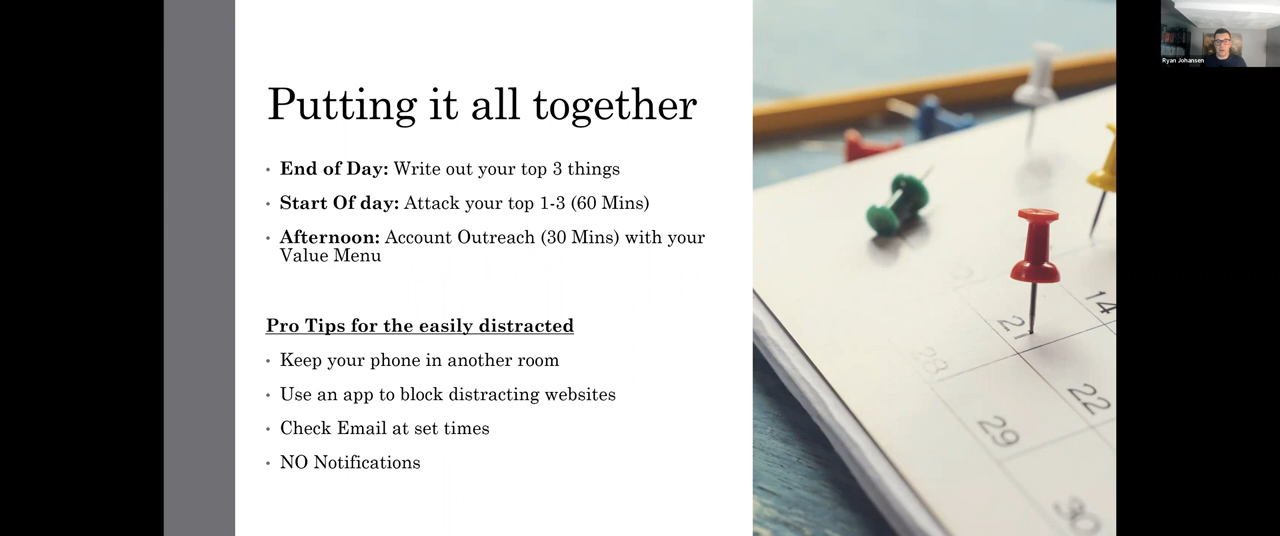 Putting it all together
• End of Day: Write out your top 3 things
• Start Of day: Attack your top 1-3 (60 Mins)
• Afternoon: Account Outreach (30 Mins) with your
Value Menu
Pro Tips for the easily distracted
• Keep your phone in another room
• Use an app to block distracting websites
• Check Email at set times
• NO Notifications
14
21
28
22
29
30
Ryan Johansen